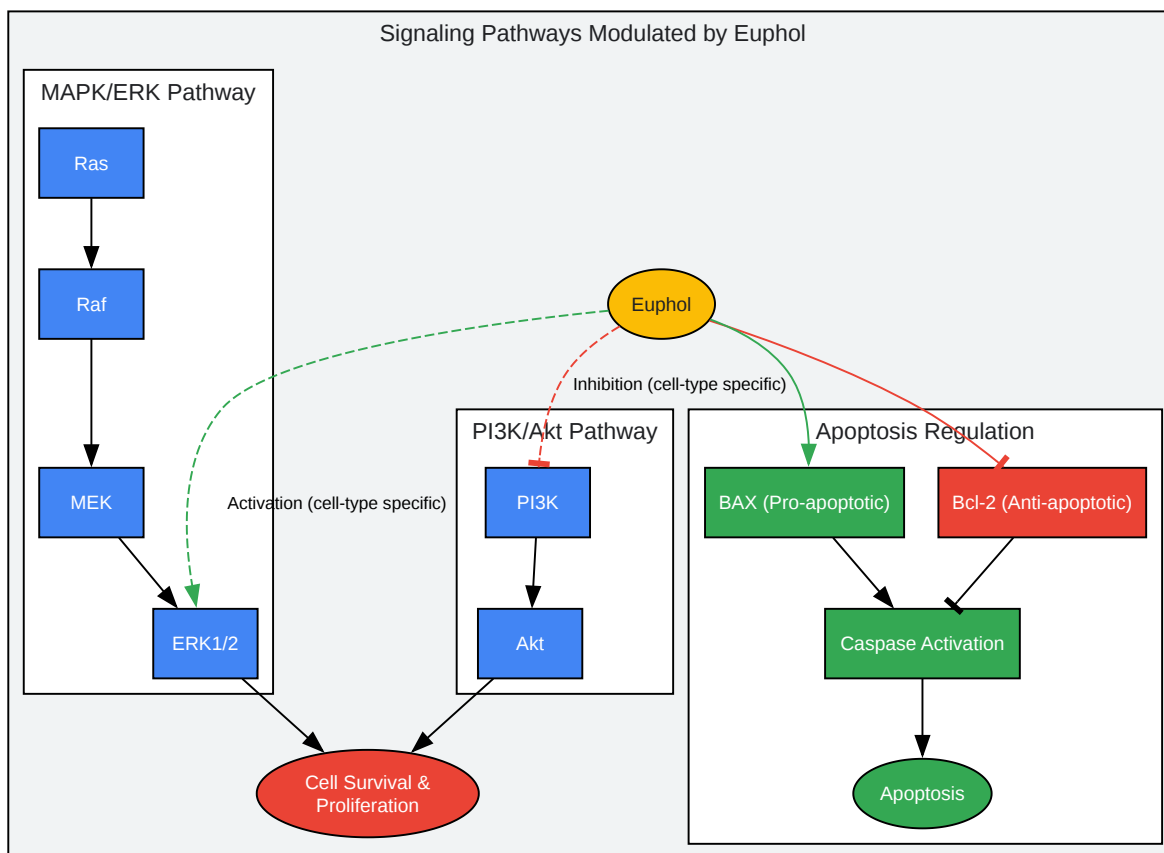 Signaling Pathways Modulated by Euphol
MAPK/ERK Pathway
Ras
Raf
Euphol
Inhibition (cell-type specific)
PI3K/Akt Pathway
Apoptosis Regulation
MEK
Activation (cell-type specific)
PI3K
BAX (Pro-apoptotic)
Bcl-2 (Anti-apoptotic)
ERK1/2
Akt
Caspase Activation
Cell Survival &
Proliferation
Apoptosis